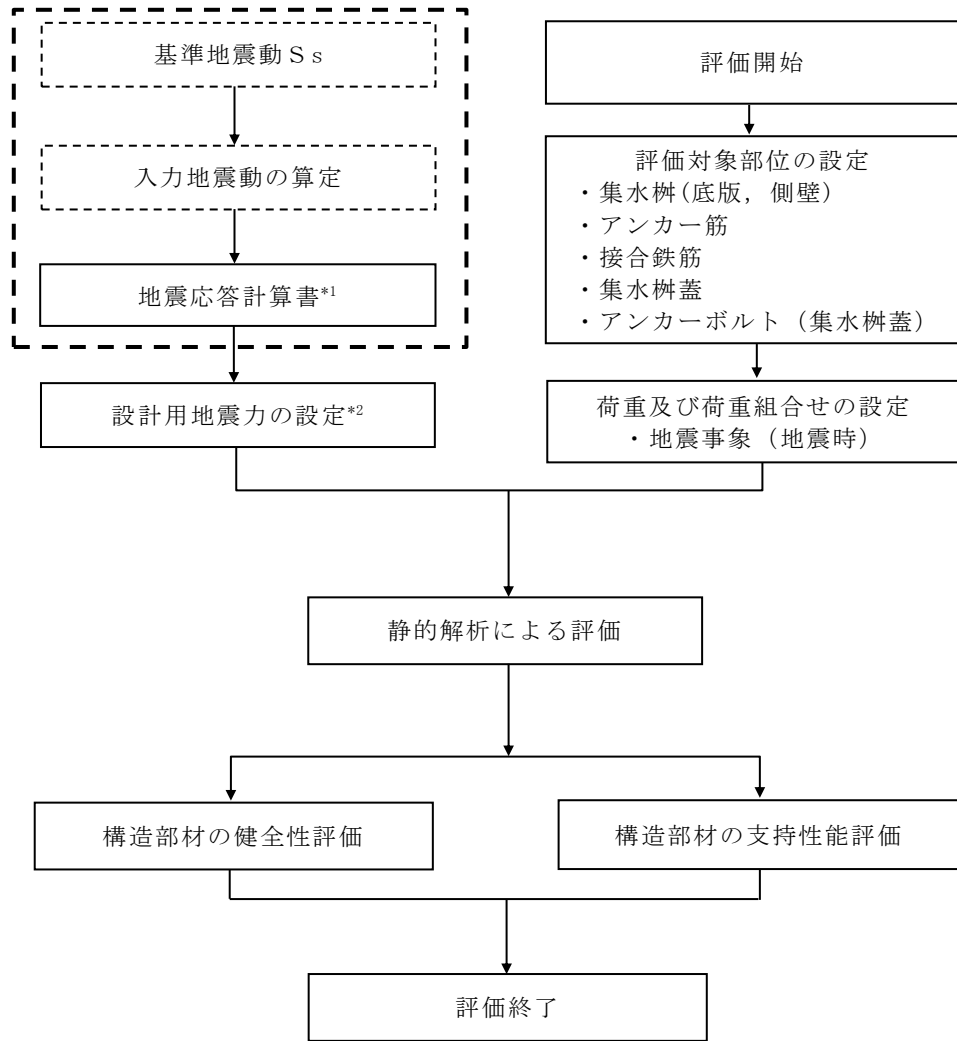 基準地震動Ss
入力地震動の算定
地震応答計算書*1
設計用地震力の設定*2
評価開始
評価対象部位の設定
・集水桝(底版,側壁)
・アンカー筋
・接合鉄筋
・集水桝蓋
・アンカーボルト(集水桝蓋)
荷重及び荷重組合せの設定
・地震事象(地震時)
静的解析による評価
構造部材の健全性評価
構造部材の支持性能評価
評価終了